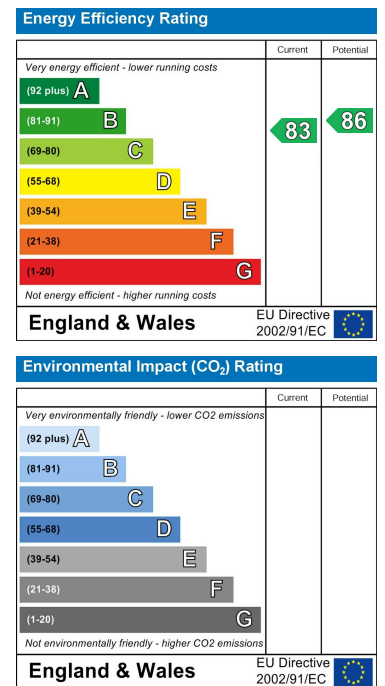 Energy Efficiency Rating
Current Potential
Very energy efficient - lower running costs
(92 plus) A
(81-91) B
(69-80) C
(55-68) D
(39-54) E
(21-38) F
(1-20) G
83 86
Not energy efficient - higher running costs
England & Wales
EU Directive
2002/91/EC
Environmental Impact (CO₂) Rating
Current Potential
Very environmentally friendly - lower CO2 emissions
(92 plus) A
(81-91) B
(69-80) C
(55-68) D
(39-54) E
(21-38) F
(1-20) G
Not environmentally friendly - higher CO2 emissions
England & Wales
EU Directive
2002/91/EC